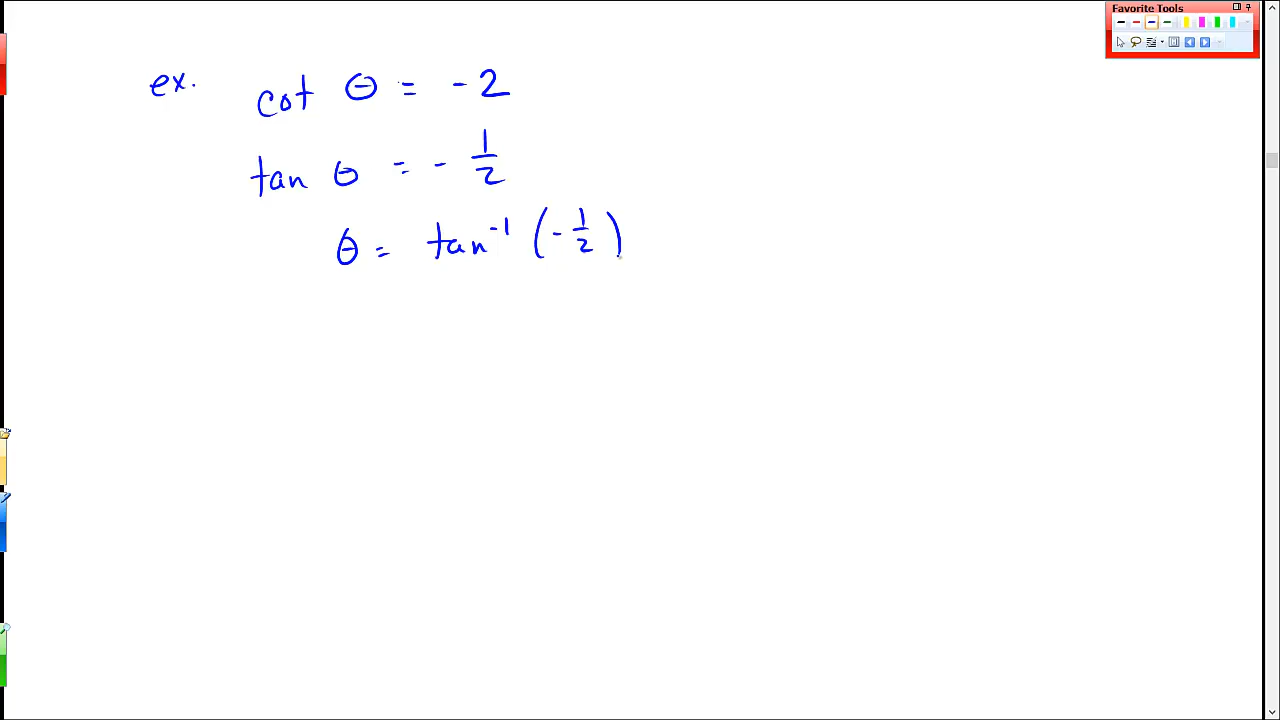 Favorite Tools
ex. cot θ = -2
tan θ = - 1/2
θ = tan⁻¹ (- 1/2)